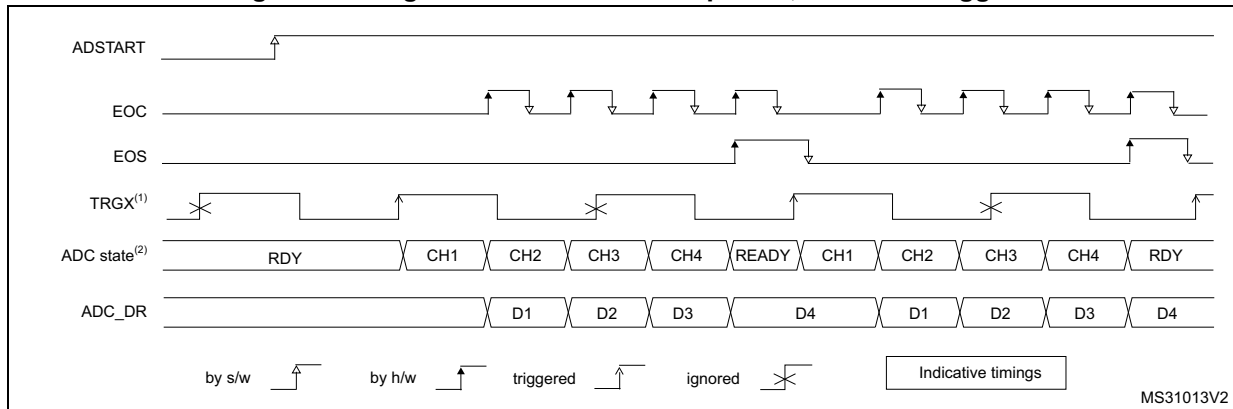 ADSTART
EOC
EOS
TRGX(1)
ADC state(2) RDY CH1 CH2 CH3 CH4 READY CH1 CH2 CH3 CH4 RDY
ADC_DR D1 D2 D3 D4 D1 D2 D3 D4
by s/w by h/w triggered ignored Indicative timings
MS31013V2